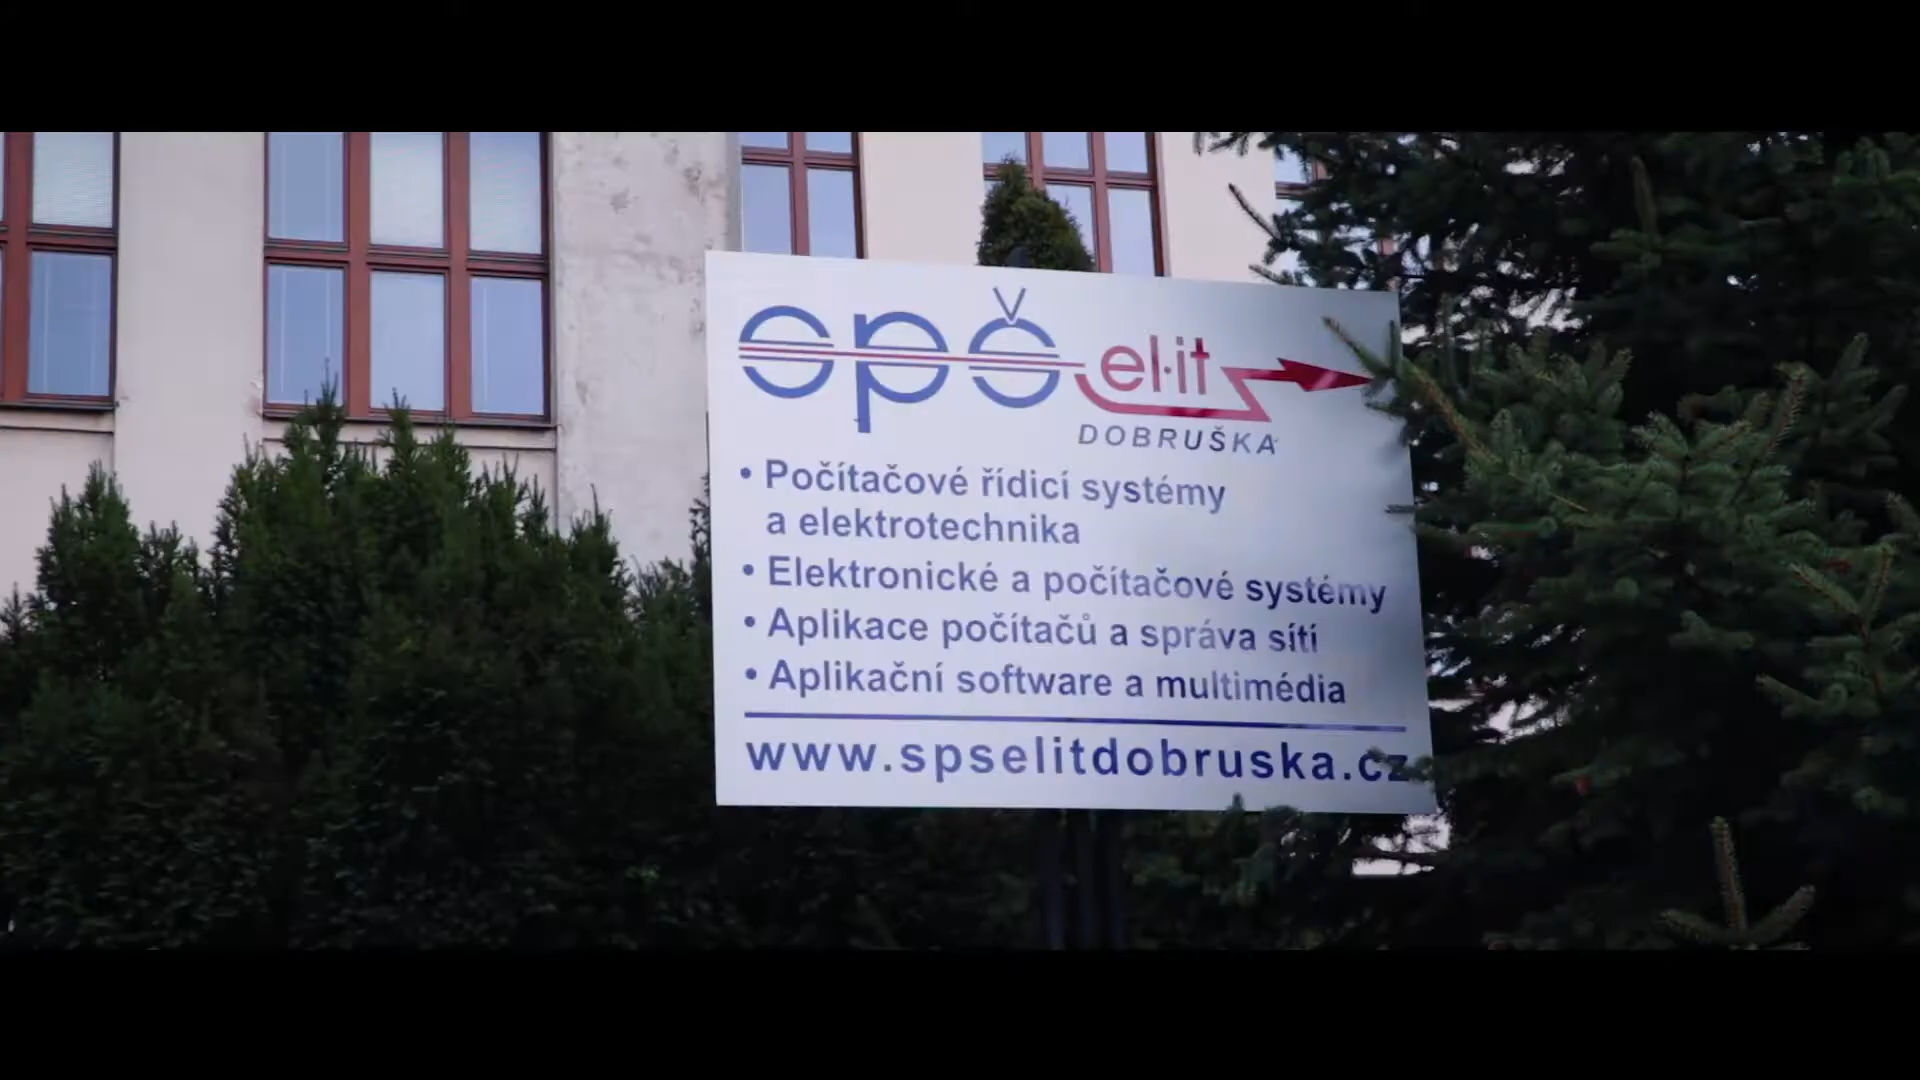 spš el·it
DOBRUŠKA
• Počítačové řídicí systémy
a elektrotechnika
• Elektronické a počítačové systémy
• Aplikace počítačů a správa sítí
• Aplikační software a multimédia
www.spselitdobruska.cz